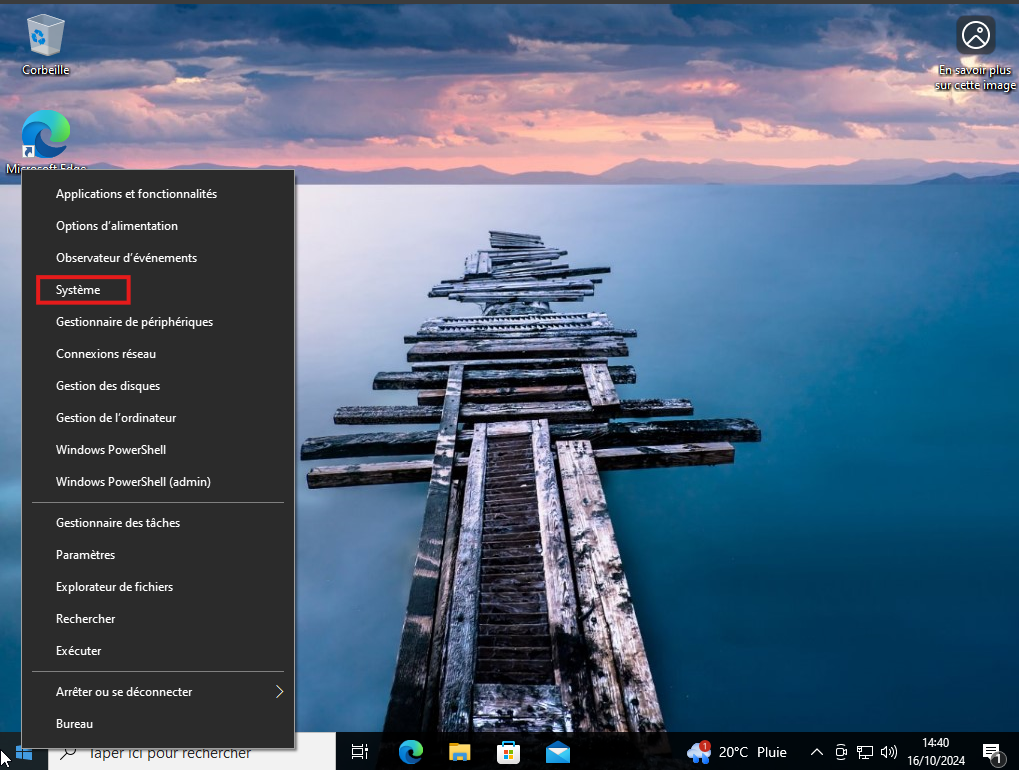 Corbeille
En savoir plus
sur cette image
Microsoft Edge
Applications et fonctionnalités
Options d’alimentation
Observateur d’événements
Système
Gestionnaire de périphériques
Connexions réseau
Gestion des disques
Gestion de l’ordinateur
Windows PowerShell
Windows PowerShell (admin)
Gestionnaire des tâches
Paramètres
Explorateur de fichiers
Rechercher
Exécuter
Arrêter ou se déconnecter
Bureau
Taper ici pour rechercher
1
20°C Pluie
14:40
16/10/2024
1